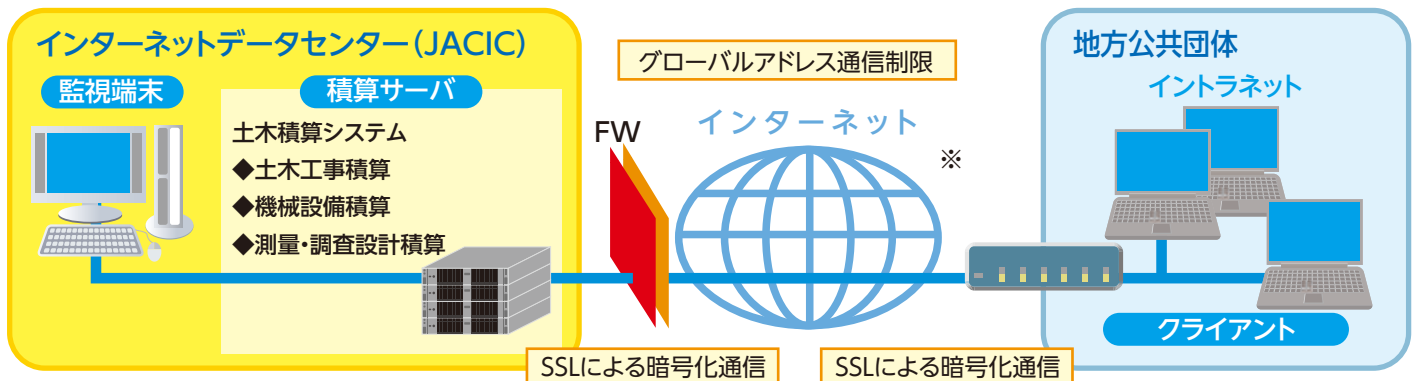 インターネットデータセンター(JACIC)
監視端末
積算サーバ
土木積算システム
◆土木工事積算
◆機械設備積算
◆測量・調査設計積算
FW
グローバルアドレス通信制限
インターネット
※
SSLによる暗号化通信
SSLによる暗号化通信
地方公共団体
イントラネット
クライアント